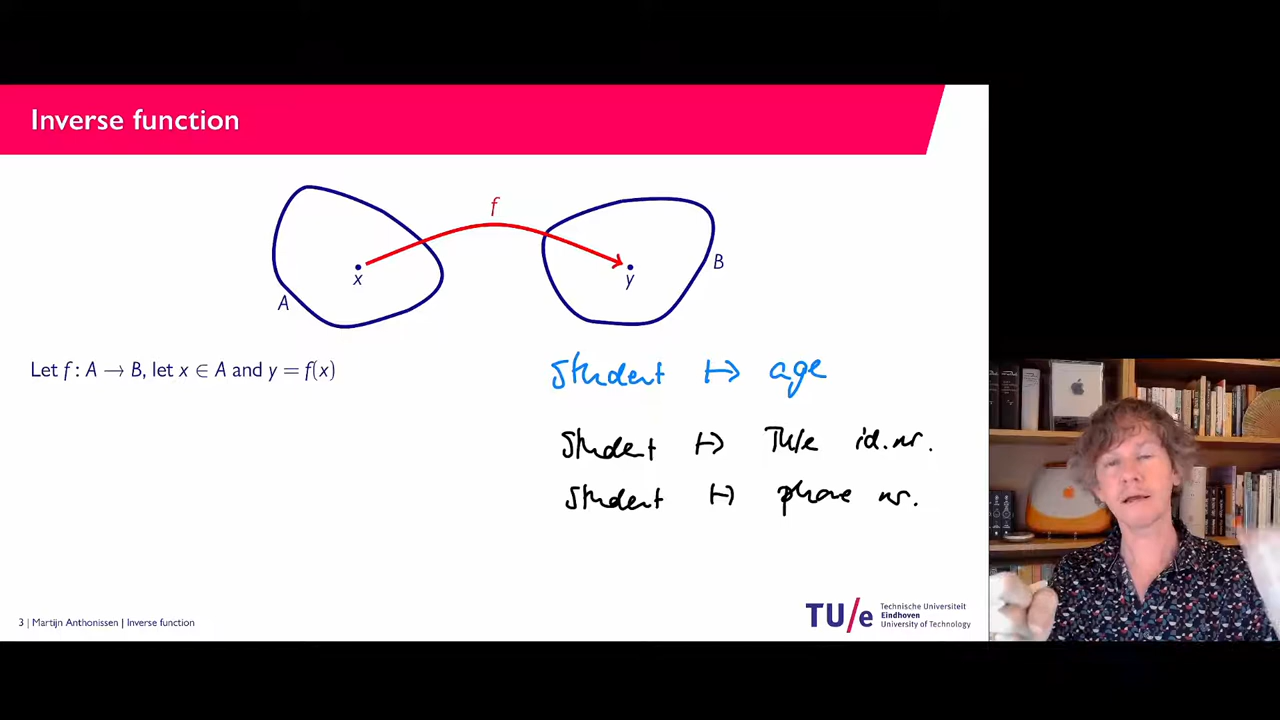 Inverse function
f
x
y
A
B
Let f : A → B, let x ∈ A and y = f(x)
Student ↦ age
Student ↦ TU/e id.nr.
Student ↦ phone nr.
3 | Martijn Anthonissen | Inverse function
TU/e
Technische Universiteit
Eindhoven
University of Technology